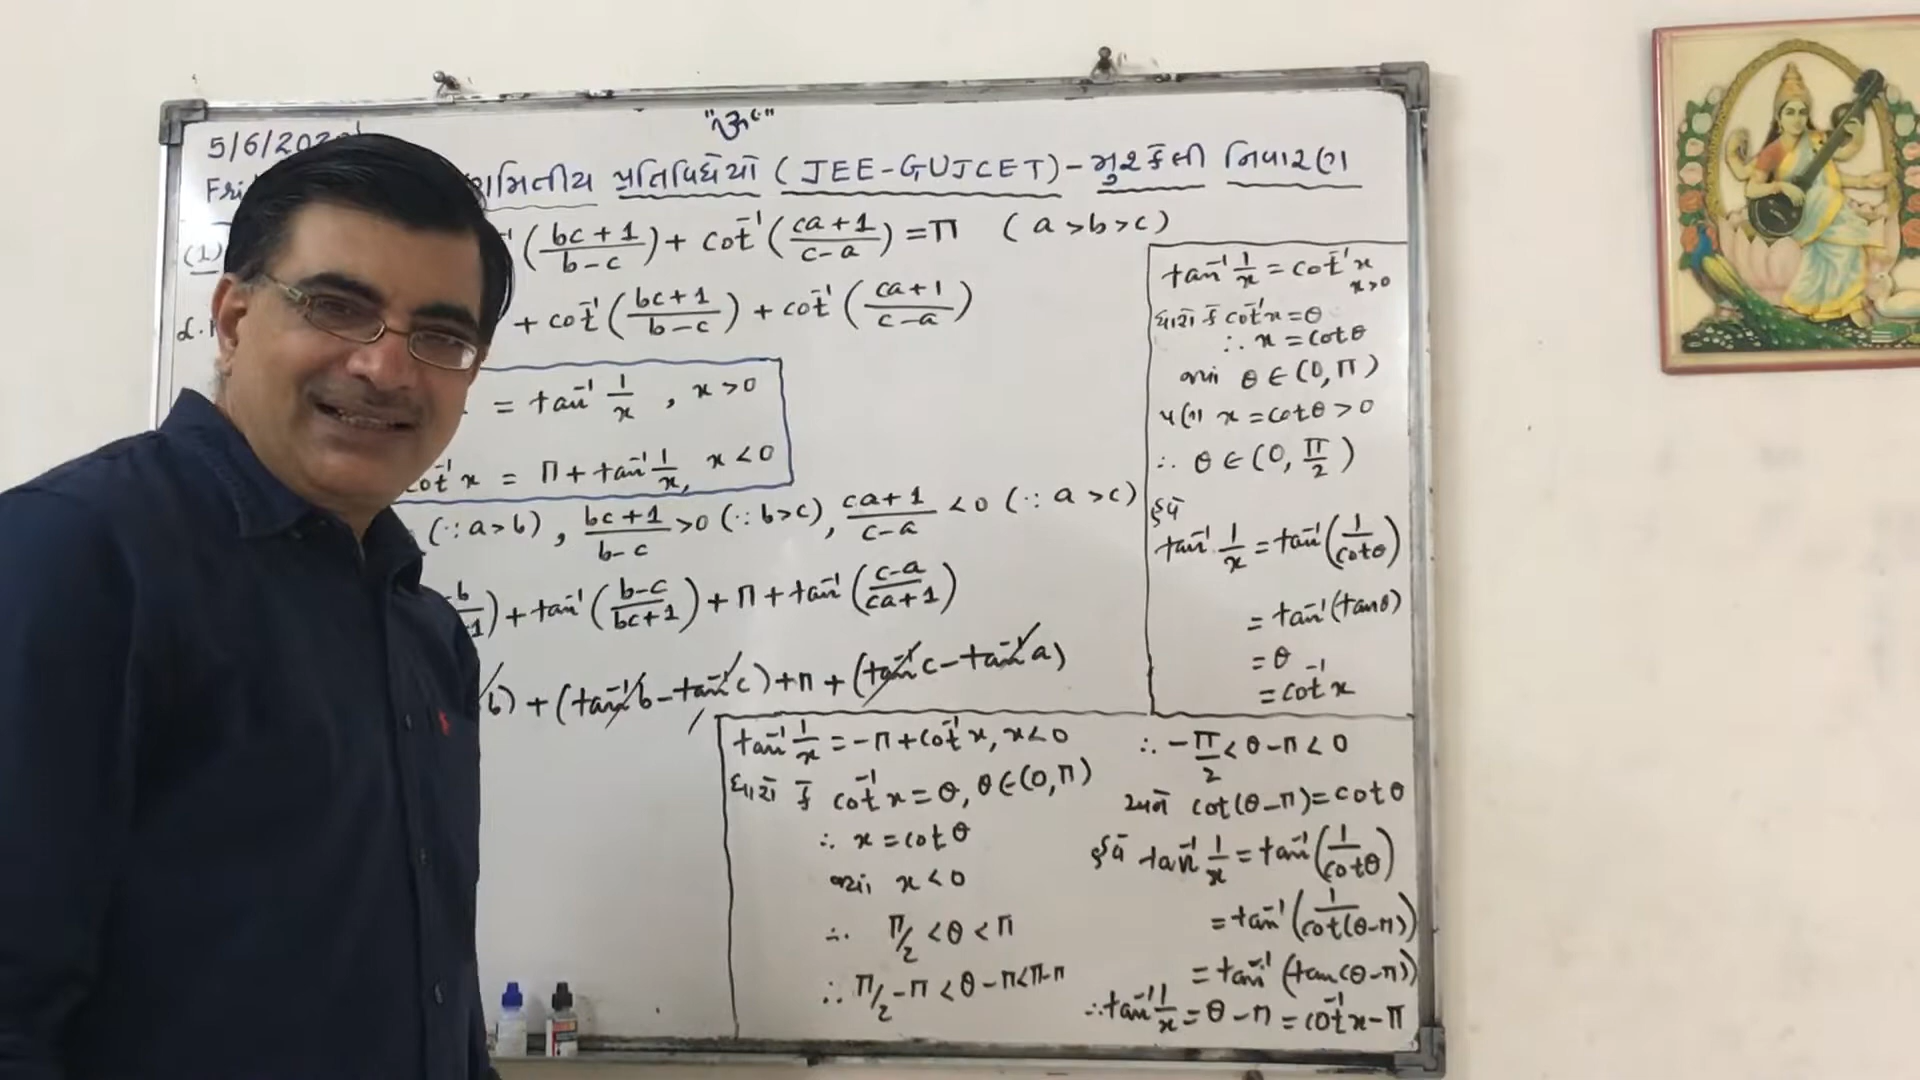 "ૐ"
5/6/202
Fri
ણમિતીય પ્રતિવિધેયો (JEE-GUJCET)-મુશ્કેલી નિવારણ
(1) ⁻¹((bc+1)/(b-c)) + cot⁻¹((ca+1)/(c-a)) = π (a>b>c)
+ cot⁻¹((bc+1)/(b-c)) + cot⁻¹((ca+1)/(c-a))
= tan⁻¹ 1/x , x>0
cot⁻¹x = π + tan⁻¹ 1/x, x<0
(∵ a>b), (bc+1)/(b-c) >0 (∵ b>c), (ca+1)/(c-a) <0 (∵ a>c)
) + tan⁻¹((b-c)/(bc+1)) + π + tan⁻¹((c-a)/(ca+1))
b) + (tan⁻¹b - tan⁻¹c) + π + (tan⁻¹c - tan⁻¹a)
tan⁻¹ 1/x = cot⁻¹x
x>0
ધારો કે cot⁻¹x = θ
∴ x = cotθ
જ્યાં θ ∈ (0, π)
પણ x = cotθ > 0
∴ θ ∈ (0, π/2)
હવે
tan⁻¹ 1/x = tan⁻¹(1/cotθ)
= tan⁻¹(tanθ)
= θ
= cot⁻¹x
tan⁻¹ 1/x = -π + cot⁻¹x, x<0
ધારો કે cot⁻¹x = θ, θ ∈ (0, π)
∴ x = cotθ
જ્યાં x < 0
∴ π/2 < θ < π
∴ π/2 - π < θ - π < π - π
∴ -π/2 < θ - π < 0
અને cot(θ-π) = cotθ
હવે tan⁻¹ 1/x = tan⁻¹(1/cotθ)
= tan⁻¹(1/cot(θ-π))
= tan⁻¹(tan(θ-π))
∴ tan⁻¹ 1/x = θ - π = cot⁻¹x - π